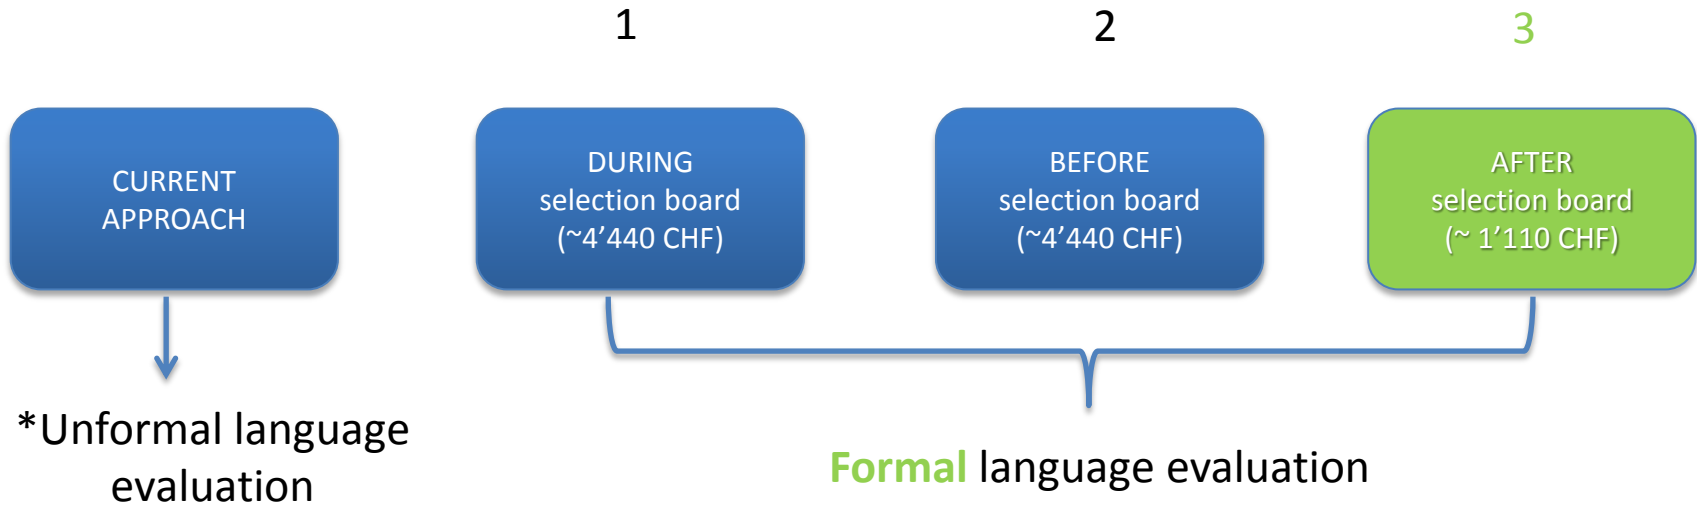 1
2
3
CURRENT
APPROACH
DURING
selection board
(~4'440 CHF)
BEFORE
selection board
(~4'440 CHF)
AFTER
selection board
(~ 1'110 CHF)
*Unformal language
evaluation
Formal language evaluation